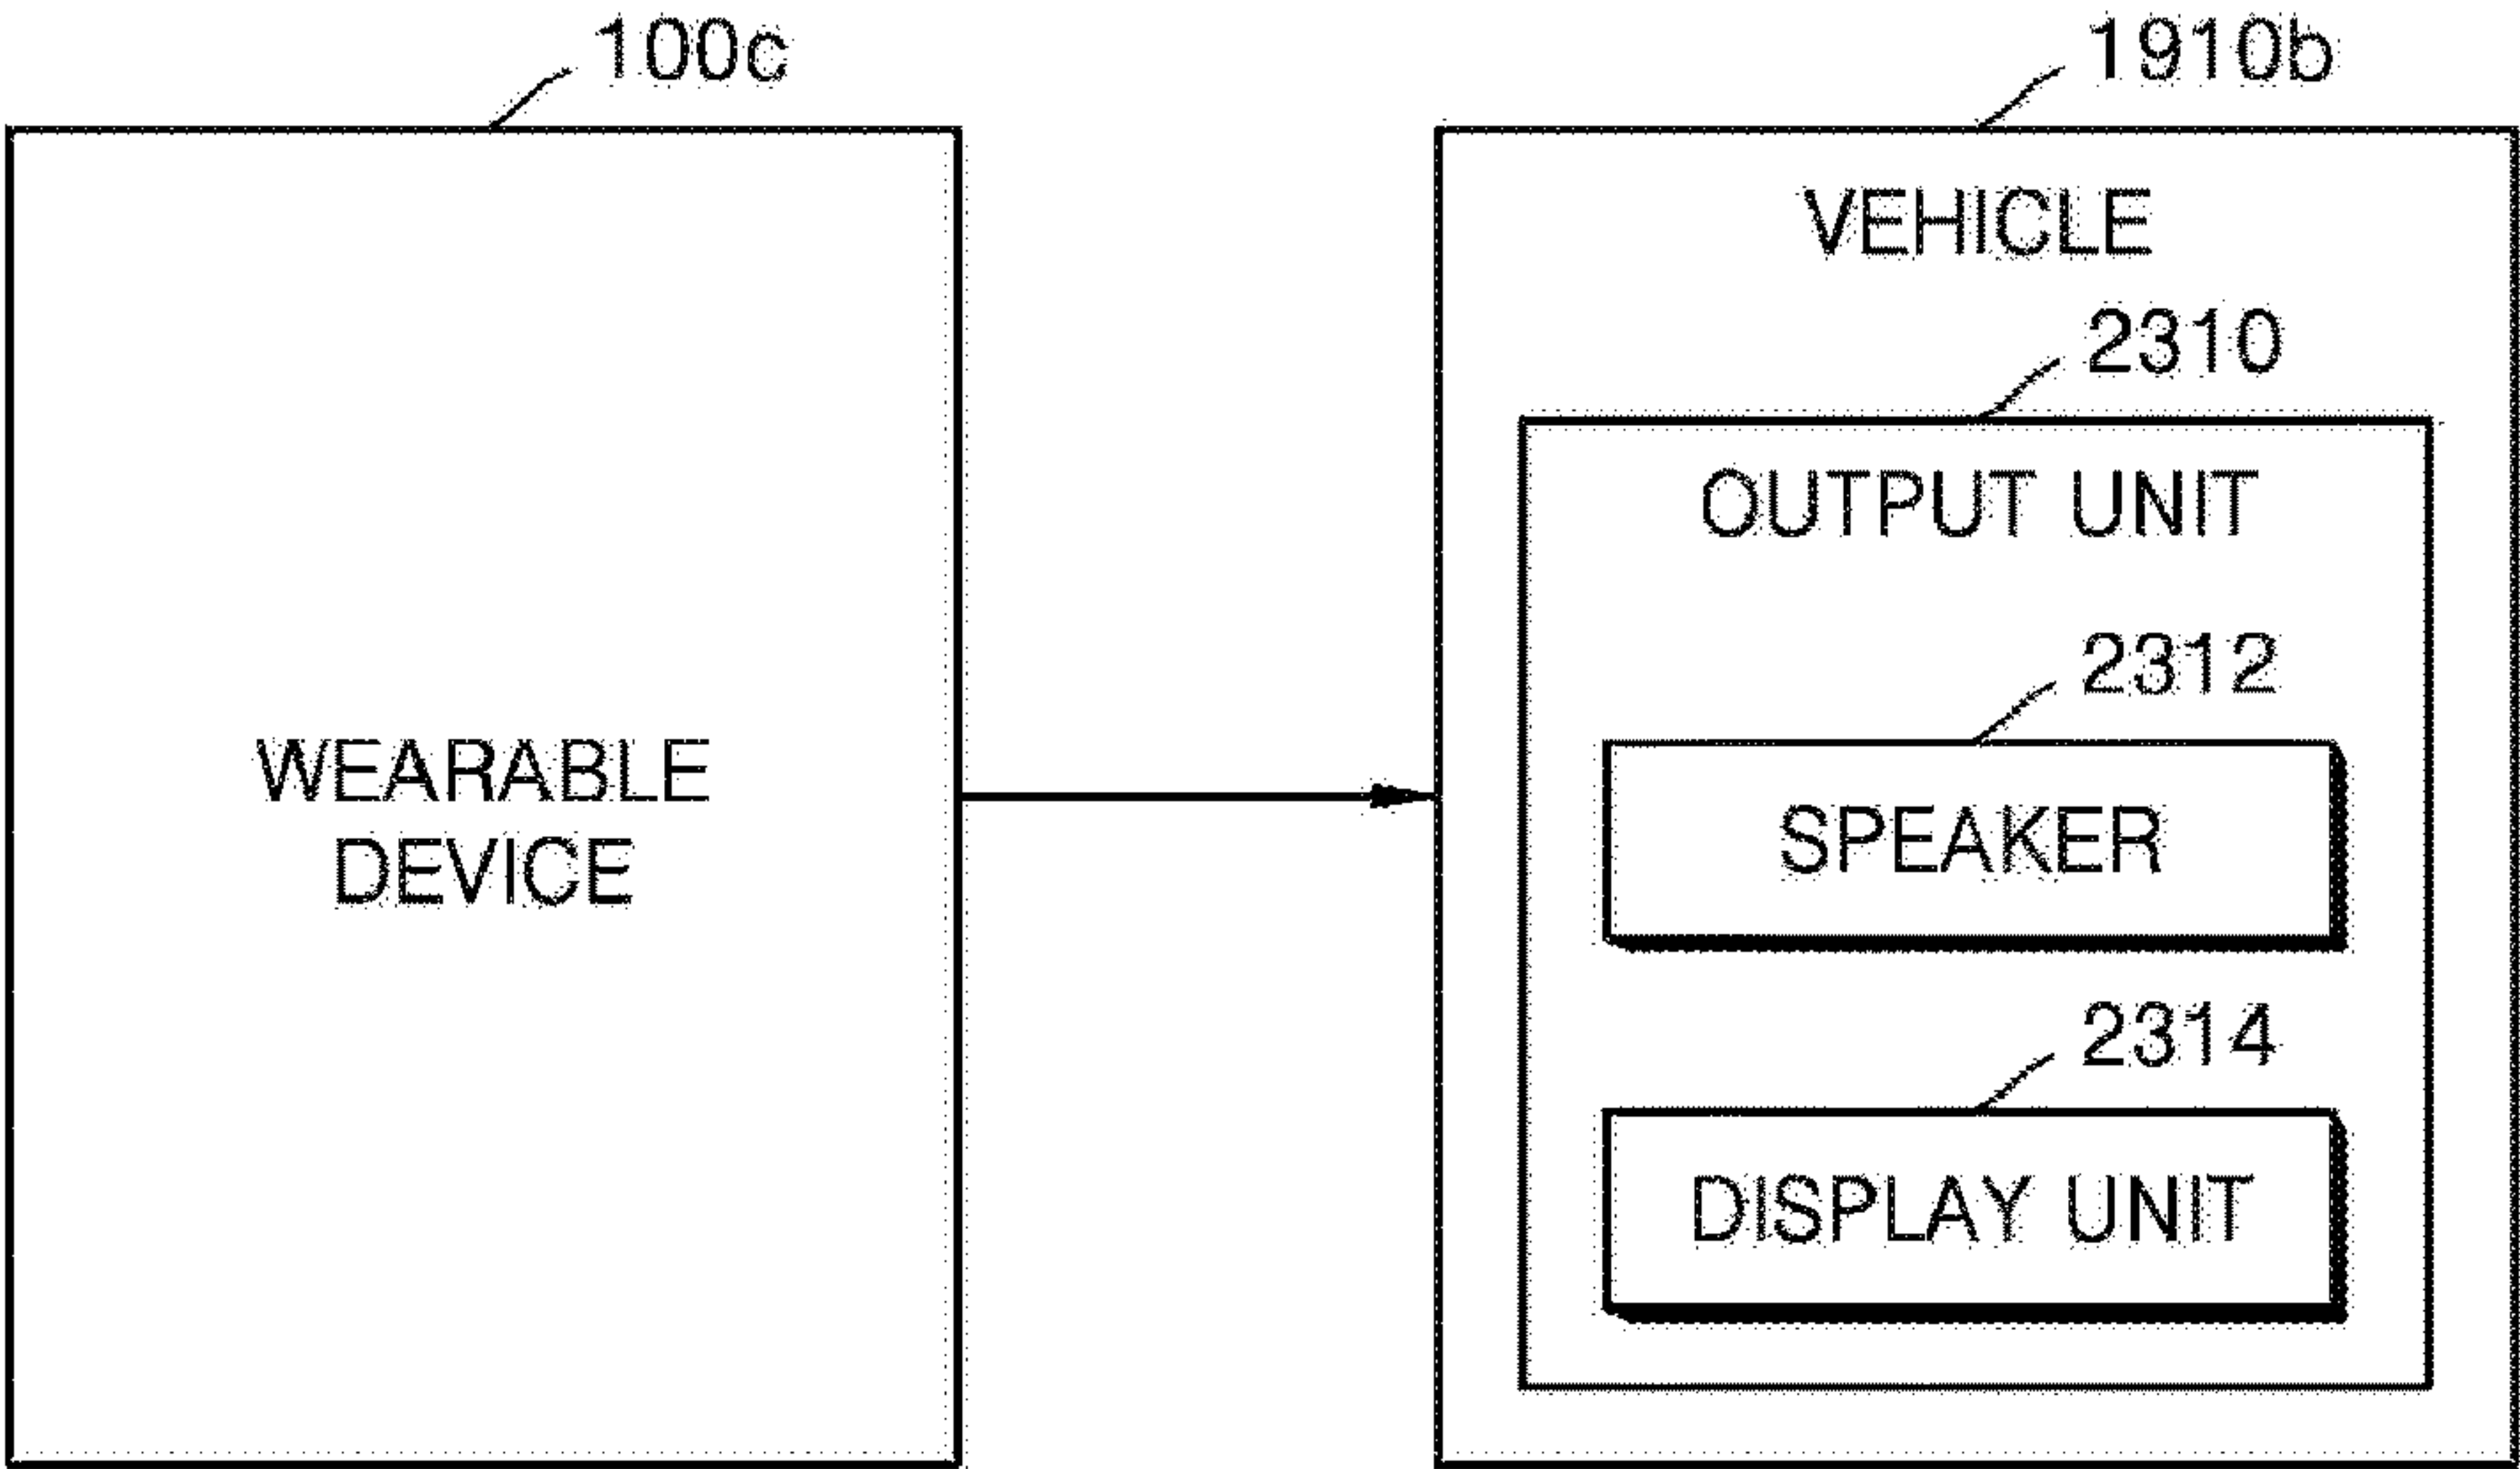 100c
WEARABLE
DEVICE
1910b
VEHICLE
2310
OUTPUT UNIT
2312
SPEAKER
2314
DISPLAY UNIT